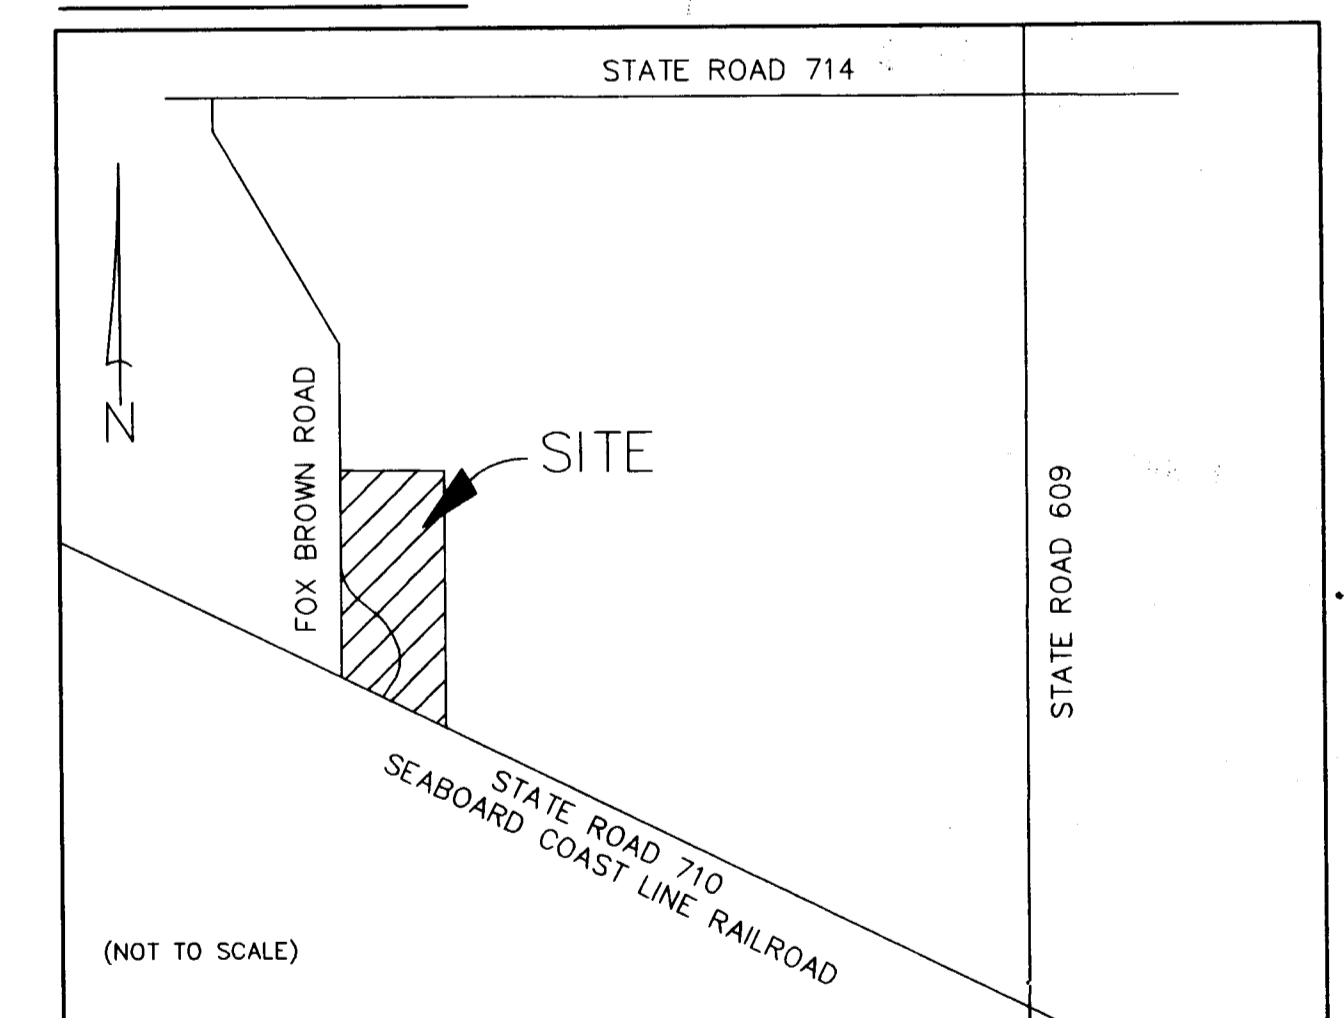 STATE ROAD 714
N
FOX BROWN ROAD
SITE
STATE ROAD 609
STATE ROAD 710
SEABOARD COAST LINE RAILROAD
(NOT TO SCALE)